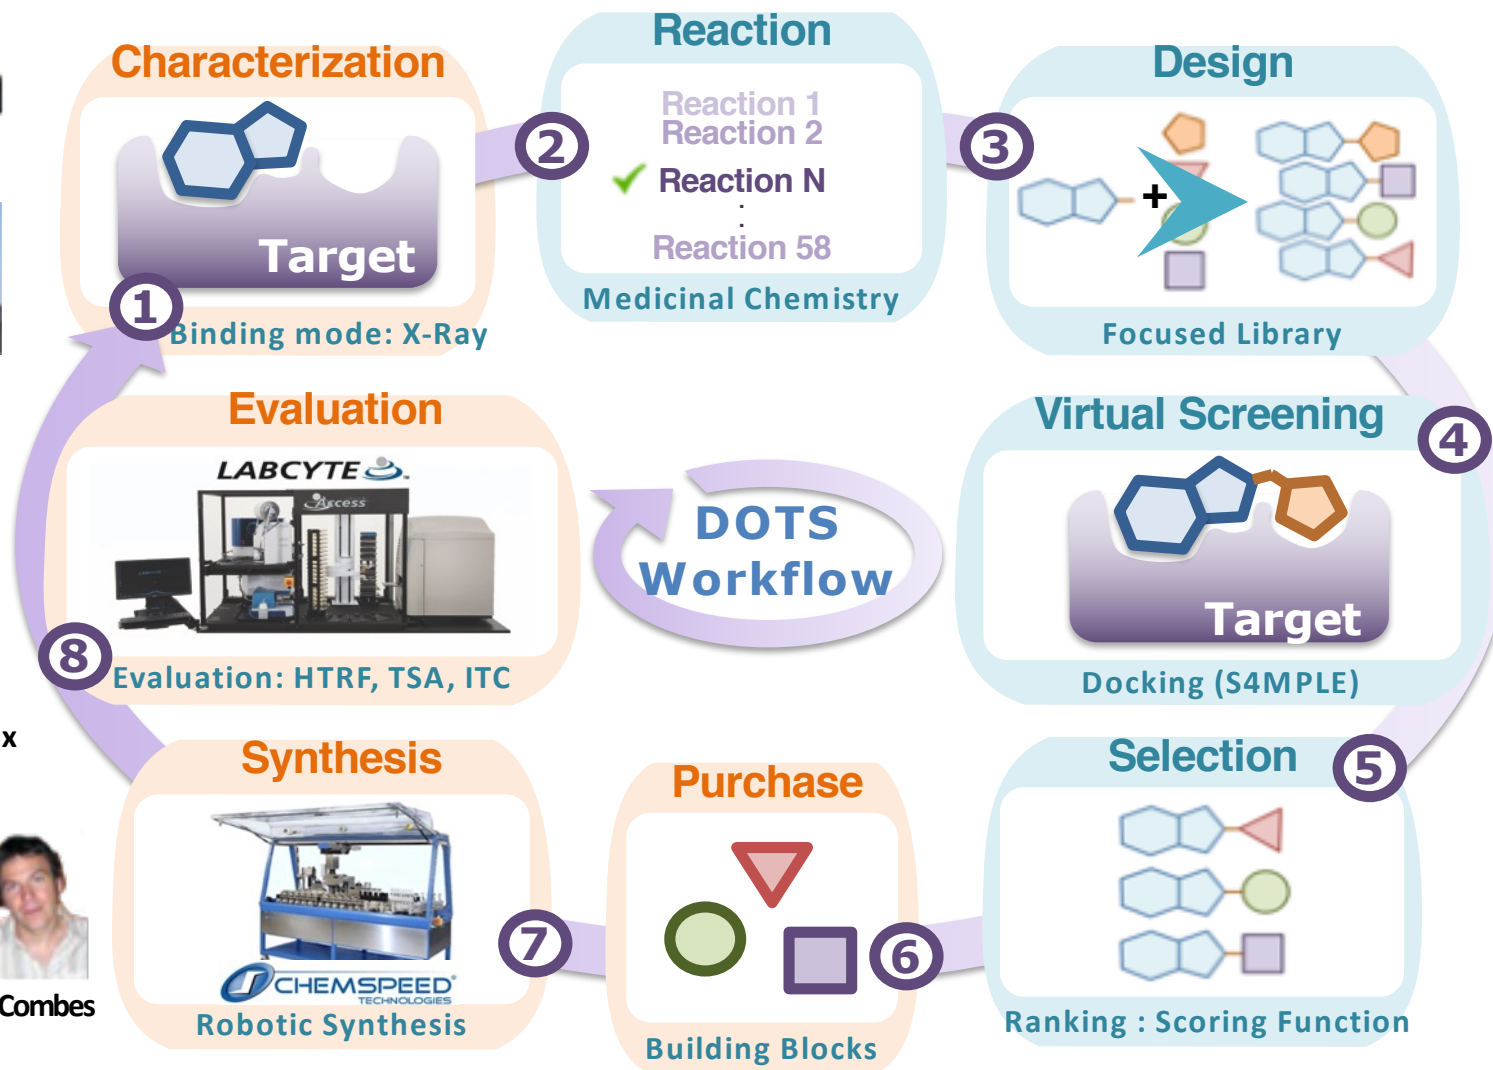 Characterization
Target
1
Binding mode: X-Ray
2
Reaction
Reaction 1
Reaction 2
Reaction N
.
.
Reaction 58
Medicinal Chemistry
3
Design
+
Focused Library
4
Virtual Screening
Target
Docking (S4MPLE)
5
Selection
Ranking : Scoring Function
6
Purchase
Building Blocks
7
Synthesis
CHEMSPEED
TECHNOLOGIES
Robotic Synthesis
8
Evaluation
LABCYTE
Access
Evaluation: HTRF, TSA, ITC
DOTS
Workflow
x
Combes